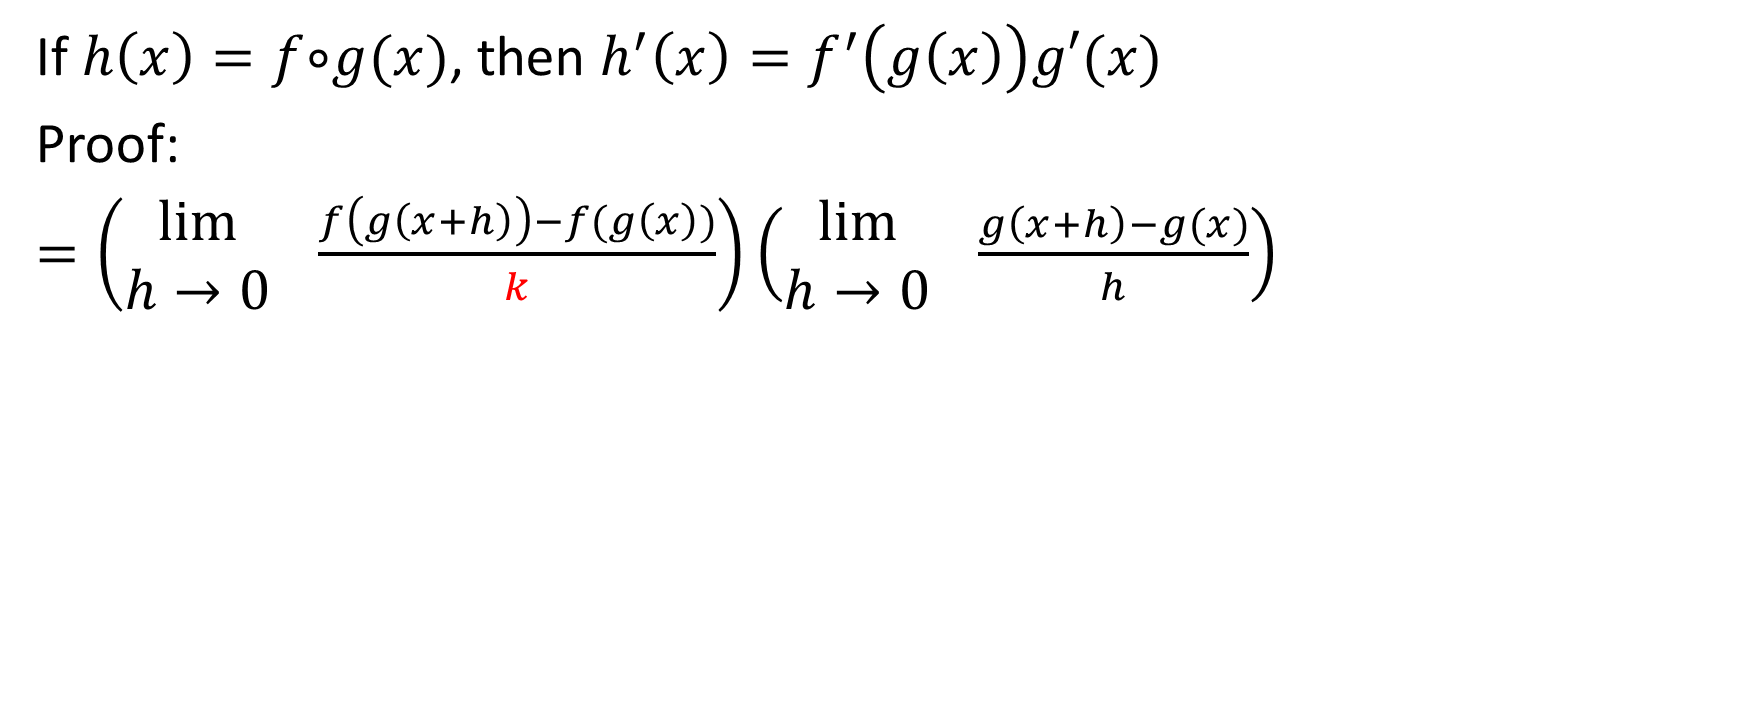 If ℎ(𝑥) = 𝑓∘𝑔(𝑥), then ℎ′(𝑥) = 𝑓′(𝑔(𝑥))𝑔′(𝑥)
Proof:
= (lim ℎ → 0 𝑓(𝑔(𝑥+ℎ))−𝑓(𝑔(𝑥)) / 𝑘) (lim ℎ → 0 𝑔(𝑥+ℎ)−𝑔(𝑥) / ℎ)